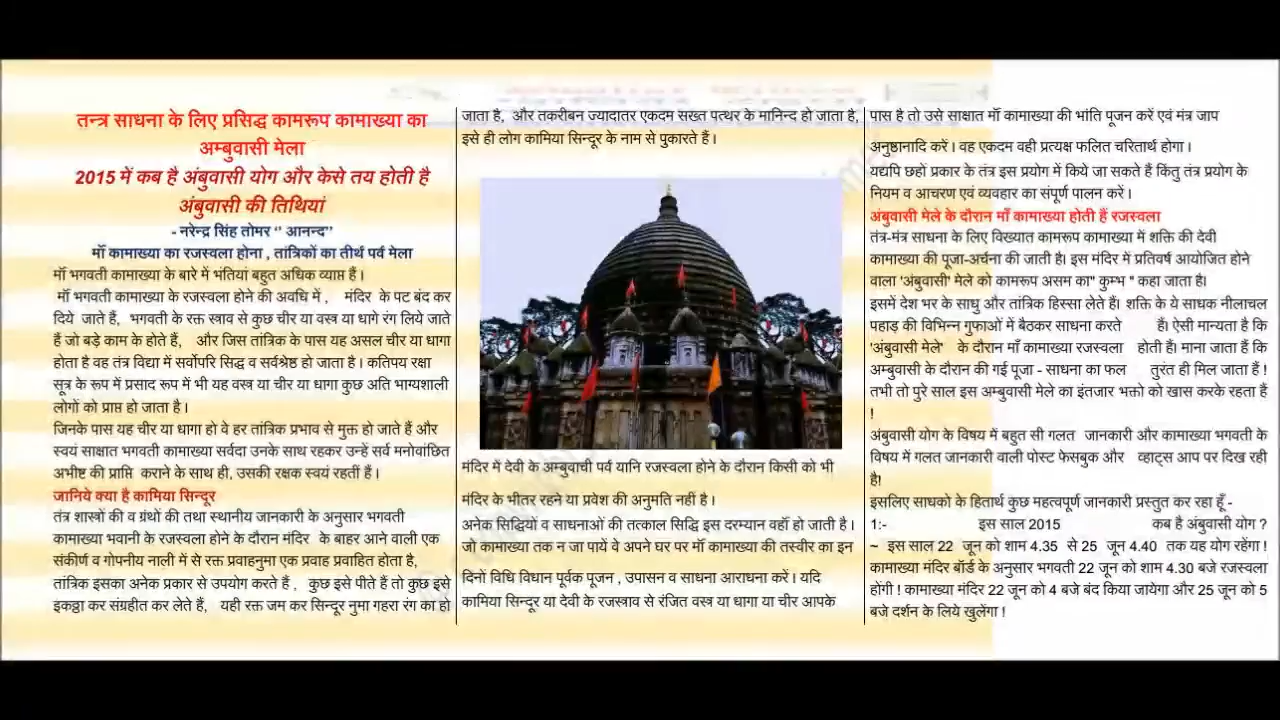 तन्त्र साधना के लिए प्रसिद्ध कामरूप कामाख्या का
अम्बुवासी मेला
2015 में कब है अंबुवासी योग और केसे तय होती है
अंबुवासी की तिथियां
- नरेन्द्र सिंह तोमर ‘‘ आनन्द’’
मॉं कामाख्या का रजस्वला होना , तांत्रिकों का तीर्थ पर्व मेला
मॉं भगवती कामाख्या के बारे में भंतियां बहुत अधिक व्याप्त हैं ।
मॉं भगवती कामाख्या के रजस्वला होने की अवधि में , मंदिर के पट बंद कर
दिये जाते हैं, भगवती के रक्त स्त्राव से कुछ चीर या वस्त्र या धागे रंग लिये जाते
हैं जो बड़े काम के होते हैं, और जिस तांत्रिक के पास यह असल चीर या धागा
होता है वह तंत्र विद्या में सर्वोपरि सिद्ध व सर्वश्रेष्ठ हो जाता है । कतिपय रक्षा
सूत्र के रूप में प्रसाद रूप में भी यह वस्त्र या चीर या धागा कुछ अति भाग्यशाली
लोगों को प्राप्त हो जाता है ।
जिनके पास यह चीर या धागा हो वे हर तांत्रिक प्रभाव से मुक्त हो जाते हैं और
स्वयं साक्षात भगवती कामाख्या सर्वदा उनके साथ रहकर उन्हें सर्व मनोवांछित
अभीष्ट की प्राप्ति कराने के साथ ही, उसकी रक्षक स्वयं रहतीं हैं ।
जानिये क्या है कामिया सिन्दूर
तंत्र शास्त्रों की व ग्रंथों की तथा स्थानीय जानकारी के अनुसार भगवती
कामाख्या भवानी के रजस्वला होने के दौरान मंदिर के बाहर आने वाली एक
संकीर्ण व गोपनीय नाली में से रक्त प्रवाहनुमा एक प्रवाह प्रवाहित होता है,
तांत्रिक इसका अनेक प्रकार से उपयोग करते हैं , कुछ इसे पीते हैं तो कुछ इसे
इकठ्ठा कर संग्रहीत कर लेते हैं, यही रक्त जम कर सिन्दूर नुमा गहरा रंग का हो
जाता है, और तकरीबन ज्यादातर एकदम सख्त पत्थर के मानिन्द हो जाता है,
इसे ही लोग कामिया सिन्दूर के नाम से पुकारते हैं ।
मंदिर में देवी के अम्बुवाची पर्व यानि रजस्वला होने के दौरान किसी को भी
मंदिर के भीतर रहने या प्रवेश की अनुमति नहीं है ।
अनेक सिद्धियों व साधनाओं की तत्काल सिद्धि इस दरम्यान वहॉं हो जाती है ।
जो कामाख्या तक न जा पायें वे अपने घर पर मॉं कामाख्या की तस्वीर का इन
दिनो विधि विधान पूर्वक पूजन , उपासन व साधना आराधना करें । यदि
कामिया सिन्दूर या देवी के रजस्त्राव से रंजित वस्त्र या धागा या चीर आपके
पास है तो उसे साक्षात मॉं कामाख्या की भांति पूजन करें एवं मंत्र जाप
अनुष्ठानादि करें । वह एकदम वही प्रत्यक्ष फलित चरितार्थ होगा ।
यद्यपि छहों प्रकार के तंत्र इस प्रयोग में किये जा सकते हैं किंतु तंत्र प्रयोग के
नियम व आचरण एवं व्यवहार का संपूर्ण पालन करें ।
अंबुवासी मेले के दौरान माँ कामाख्या होती हैं रजस्वला
तंत्र-मंत्र साधना के लिए विख्यात कामरूप कामाख्या में शक्ति की देवी
कामाख्या की पूजा-अर्चना की जाती है। इस मंदिर में प्रतिवर्ष आयोजित होने
वाला 'अंबुवासी' मेले को कामरूप असम का" कुम्भ " कहा जाता है।
इसमें देश भर के साधु और तांत्रिक हिस्सा लेते हैं। शक्ति के ये साधक नीलाचल
पहाड़ की विभिन्न गुफाओं में बैठकर साधना करते हैं। ऐसी मान्यता है कि
'अंबुवासी मेले' के दौरान माँ कामाख्या रजस्वला होती हैं। माना जाता हैं कि
अम्बुवासी के दौरान की गई पूजा - साधना का फल तुरंत ही मिल जाता हैं !
तभी तो पुरे साल इस अम्बुवासी मेले का इंतजार भक्तो को खास करके रहता हैं
!
अंबुवासी योग के विषय में बहुत सी गलत जानकारी और कामाख्या भगवती के
विषय में गलत जानकारी वाली पोस्ट फेसबुक और व्हाट्स आप पर दिख रही
है!
इसलिए साधको के हितार्थ कुछ महत्वपूर्ण जानकारी प्रस्तुत कर रहा हूँ -
1:- इस साल 2015 कब है अंबुवासी योग ?
~ इस साल 22 जून को शाम 4.35 से 25 जून 4.40 तक यह योग रहेंगा !
कामाख्या मंदिर बॉर्ड के अनुसार भगवती 22 जून को शाम 4.30 बजे रजस्वला
होंगी ! कामाख्या मंदिर 22 जून को 4 बजे बंद किया जायेगा और 25 जून को 5
बजे दर्शन के लिये खुलेंगा !